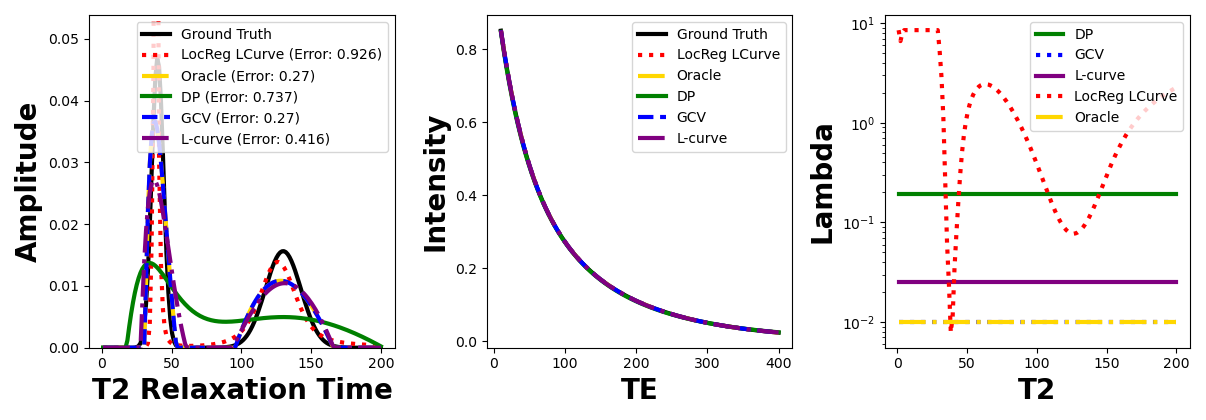 Amplitude
0.05
0.04
0.03
0.02
0.01
0.00
0
50
100
150
200
T2 Relaxation Time
Ground Truth
LocReg LCurve (Error: 0.926)
Oracle (Error: 0.27)
DP (Error: 0.737)
GCV (Error: 0.27)
L-curve (Error: 0.416)
Intensity
0.8
0.6
0.4
0.2
0.0
0
100
200
300
400
TE
Ground Truth
LocReg LCurve
Oracle
DP
GCV
L-curve
Lambda
10¹
10⁰
10⁻¹
10⁻²
0
50
100
150
200
T2
DP
GCV
L-curve
LocReg LCurve
Oracle